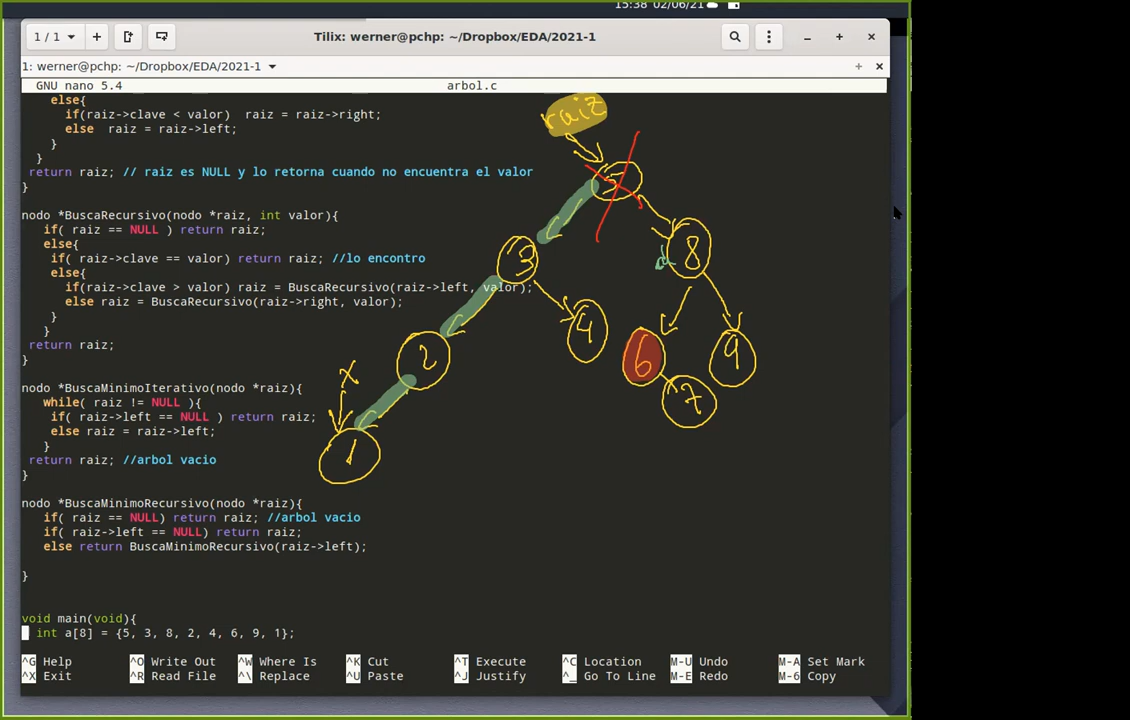 15:38 02/06/21
1 / 1
Tilix: werner@pchp: ~/Dropbox/EDA/2021-1
1: werner@pchp: ~/Dropbox/EDA/2021-1
GNU nano 5.4 arbol.c
else{
if(raiz->clave < valor) raiz = raiz->right;
else raiz = raiz->left;
}
}
return raiz; // raiz es NULL y lo retorna cuando no encuentra el valor
}
nodo *BuscaRecursivo(nodo *raiz, int valor){
if( raiz == NULL ) return raiz;
else{
if( raiz->clave == valor) return raiz; //lo encontro
else{
if(raiz->clave > valor) raiz = BuscaRecursivo(raiz->left, valor);
else raiz = BuscaRecursivo(raiz->right, valor);
}
}
return raiz;
}
nodo *BuscaMinimoIterativo(nodo *raiz){
while( raiz != NULL ){
if( raiz->left == NULL ) return raiz;
else raiz = raiz->left;
}
return raiz; //arbol vacio
}
nodo *BuscaMinimoRecursivo(nodo *raiz){
if( raiz == NULL) return raiz; //arbol vacio
if( raiz->left == NULL) return raiz;
else return BuscaMinimoRecursivo(raiz->left);
}
void main(void){
int a[8] = {5, 3, 8, 2, 4, 6, 9, 1};
raiz
5
3 8
d
2 4 6 9
x
7
1
^G Help ^O Write Out ^W Where Is ^K Cut ^T Execute ^C Location M-U Undo M-A Set Mark
^X Exit ^R Read File ^\ Replace ^U Paste ^J Justify ^_ Go To Line M-E Redo M-6 Copy